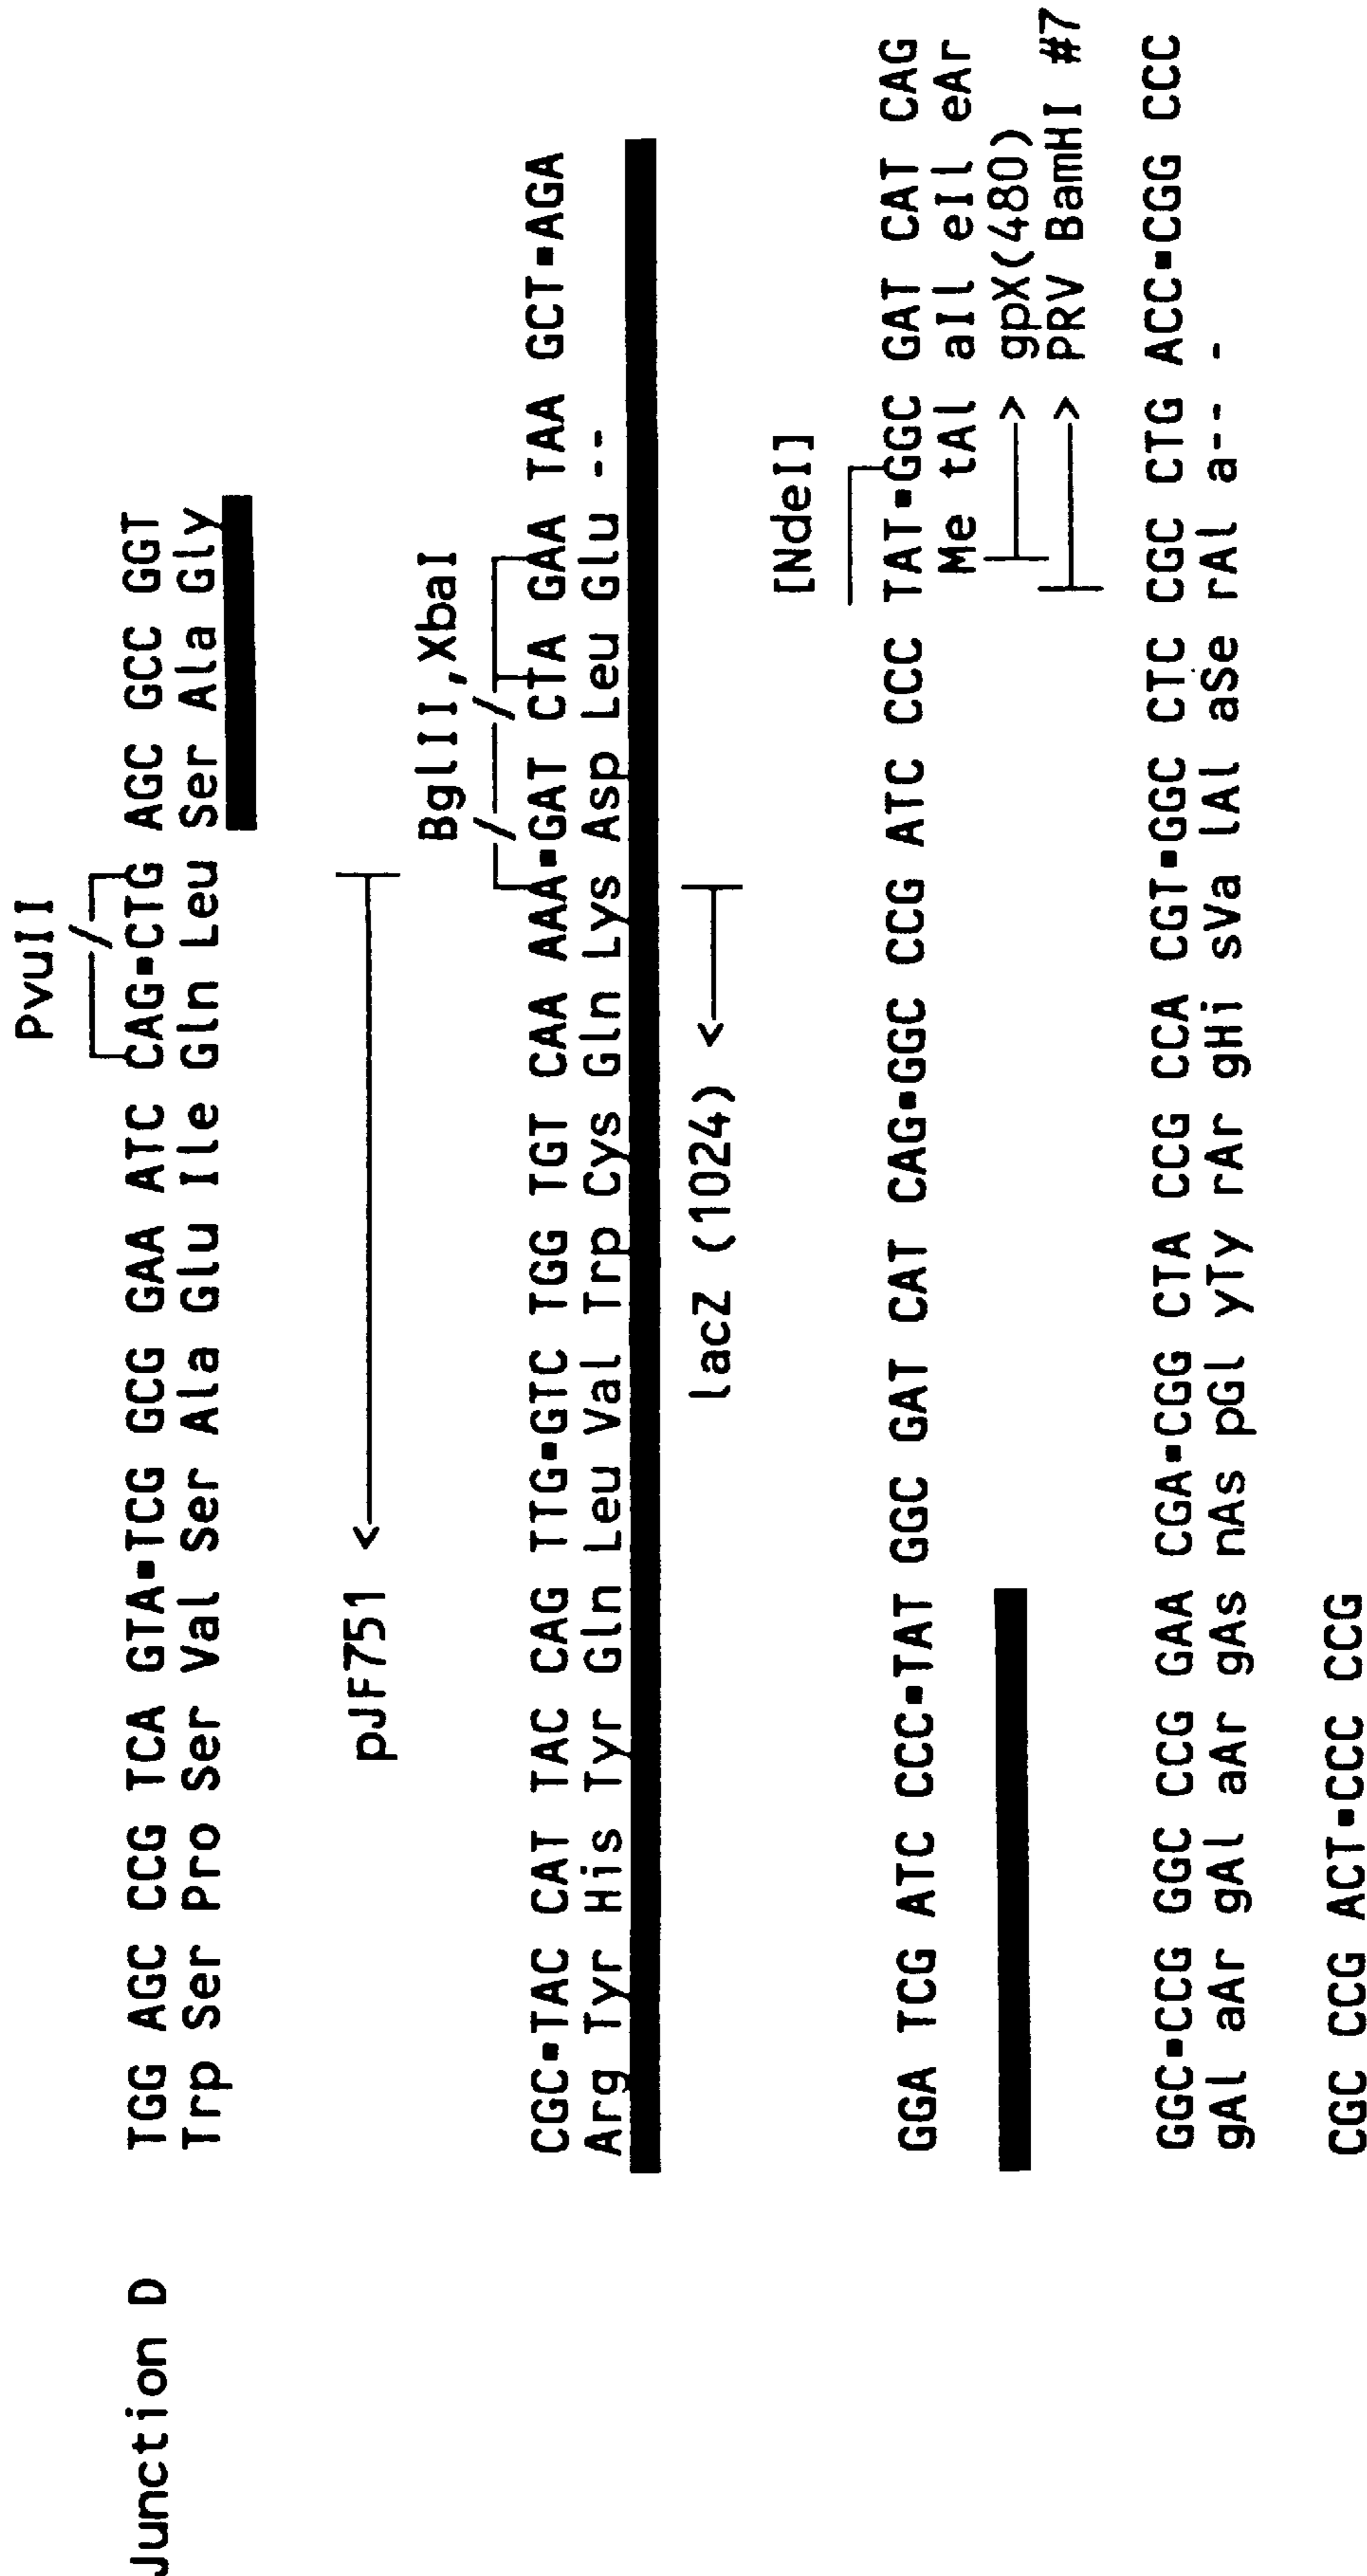 Junction D
PvuII
TGG AGC CCG TCA GTA▪TCG GCG GAA ATC CAG▪CTG AGC GCC GGT
Trp Ser Pro Ser Val Ser Ala Glu Ile Gln Leu Ser Ala Gly
pJF751 <
BglII,XbaI
CGC▪TAC CAT TAC CAG TTG▪GTC TGG TGT CAA AAA▪GAT CTA GAA TAA GCT▪AGA
Arg Tyr His Tyr Gln Leu Val Trp Cys Gln Lys Asp Leu Glu --
lacZ (1024) <
[NdeI]
GGA TCG ATC CCC▪TAT GGC GAT CAT CAG▪GGC CCG ATC CCC TAT▪GGC GAT CAT CAG
Me tAl aIl eIl eAr
> gpX(480)
> PRV BamHI #7
GGC▪CCG GGC CCG GAA CGA▪CGG CTA CCG CCA CGT▪GGC CTC CGC CTG ACC▪CGG CCC
gAl aAr gAl aAr gAs nAs pGl yTy rAr gHi sVa lAl aSe rAl a-- -
CGC CCG ACT▪CCC CCG